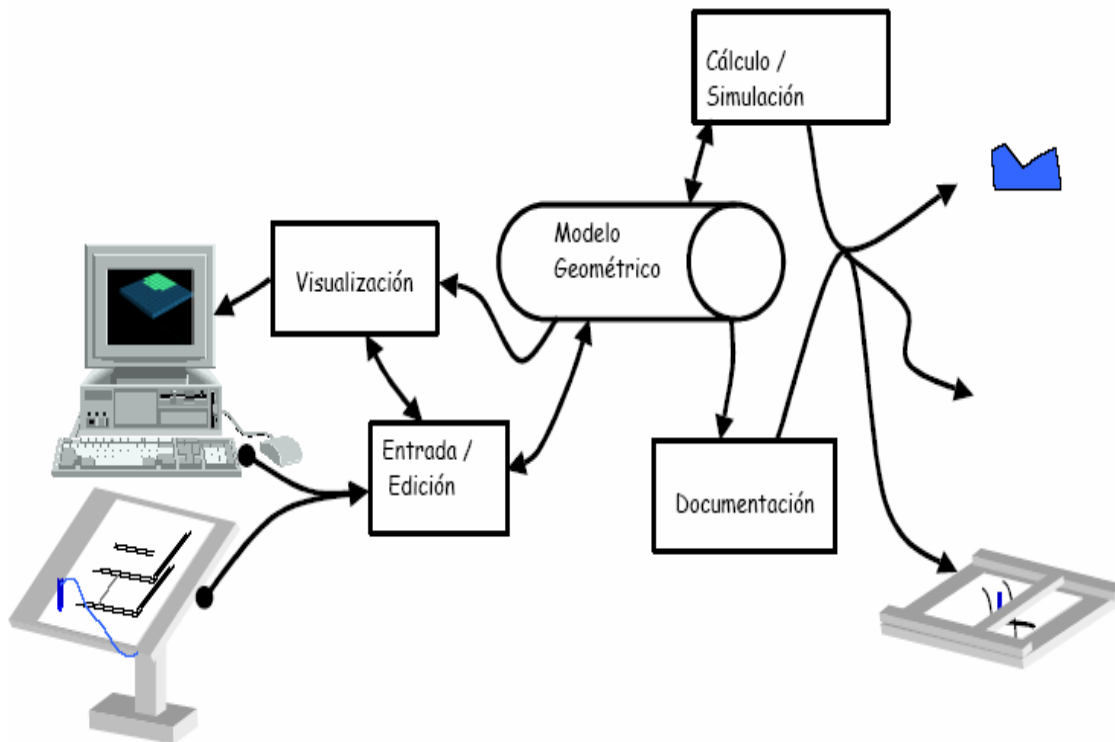 Cálculo /
Simulación
Modelo
Geométrico
Visualización
Entrada /
Edición
Documentación